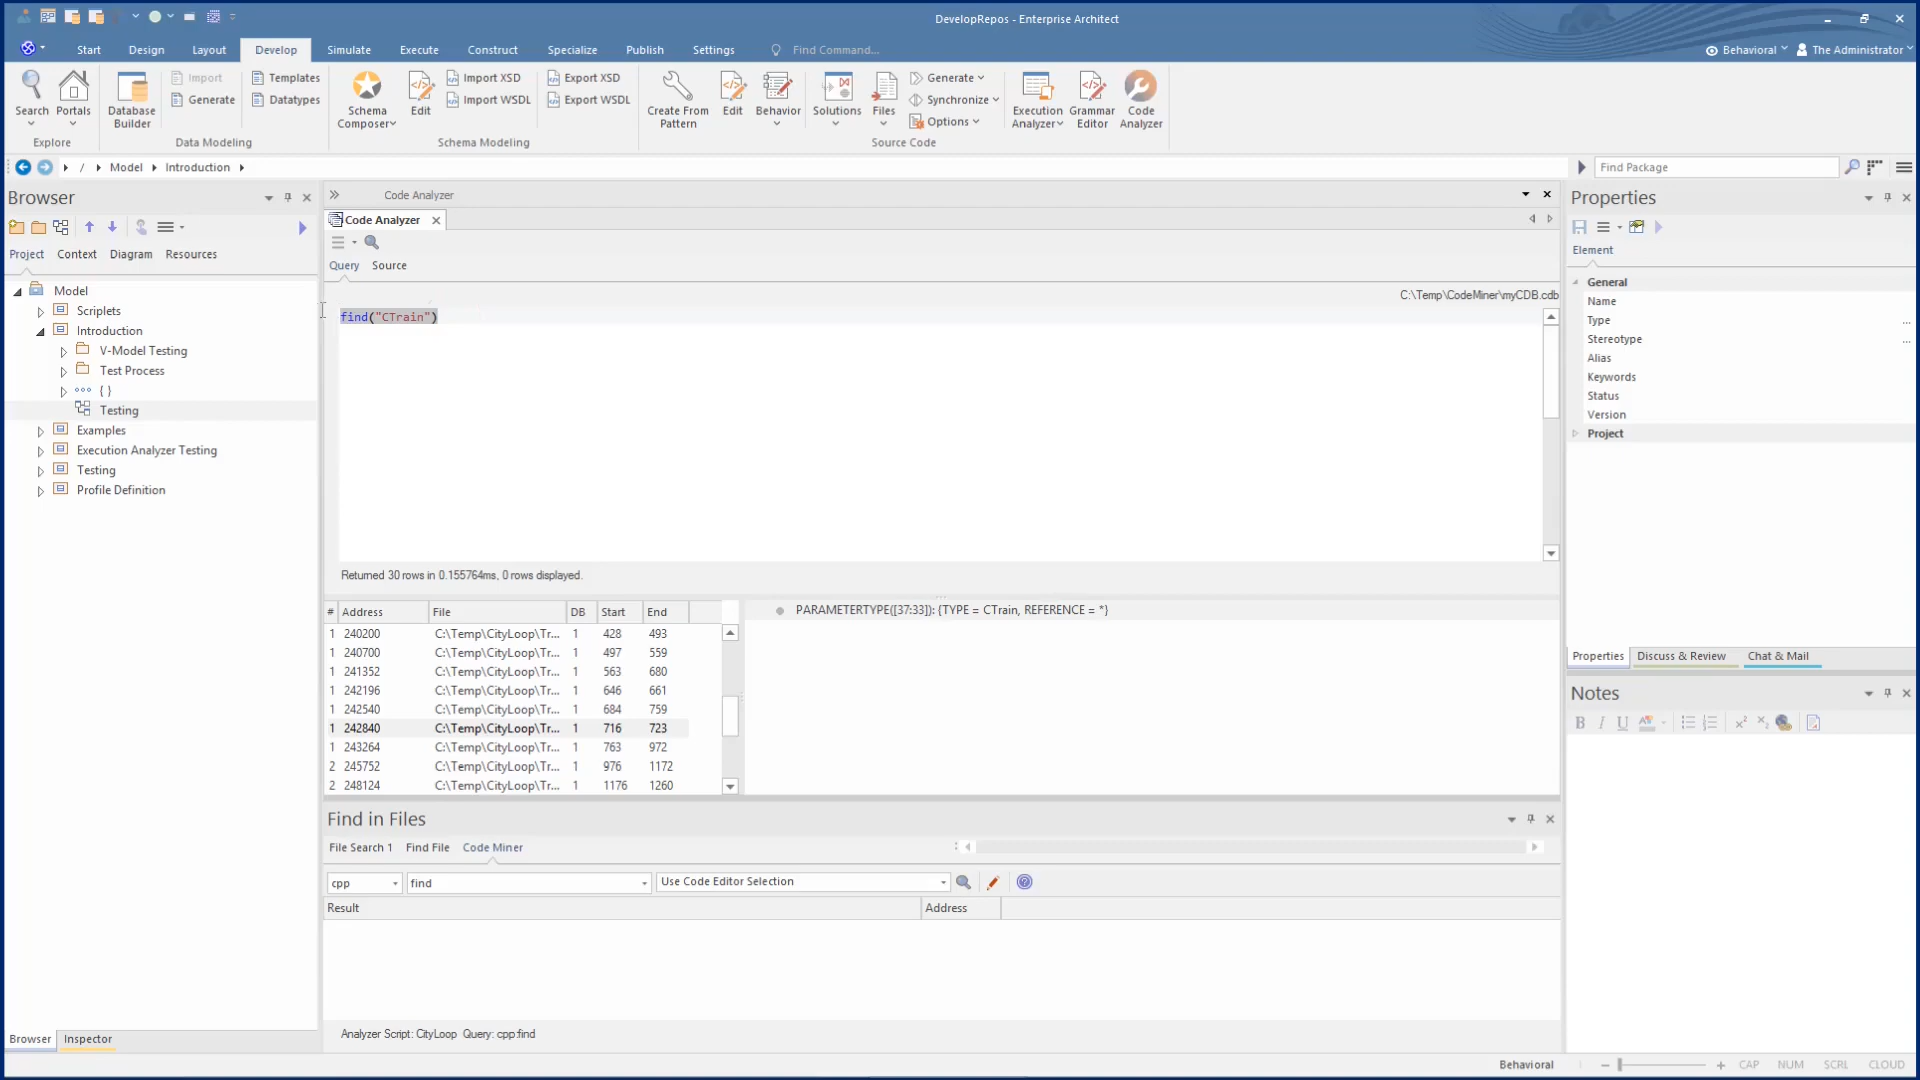 DevelopRepos - Enterprise Architect
Start Design Layout Develop Simulate Execute Construct Specialize Publish Settings Find Command... Behavioral The Administrator
Search Portals
Explore
Database Builder
Import
Generate
Templates
Datatypes
Data Modeling
Schema Composer
Edit
Import XSD
Import WSDL
Export XSD
Export WSDL
Schema Modeling
Create From Pattern
Edit
Behavior
Solutions
Files
Generate
Synchronize
Options
Execution Analyzer
Grammar Editor
Code Analyzer
Source Code
/ Model Introduction
Find Package
Browser
Project Context Diagram Resources
Model
Scriplets
Introduction
V-Model Testing
Test Process
{ }
Testing
Examples
Execution Analyzer Testing
Testing
Profile Definition
Browser Inspector
Code Analyzer
Code Analyzer
Query Source
C:\Temp\CodeMiner\myCDB.cdb
find("CTrain")
Returned 30 rows in 0.155764ms, 0 rows displayed.
# Address File DB Start End
1 240200 C:\Temp\CityLoop\Tr... 1 428 493
1 240700 C:\Temp\CityLoop\Tr... 1 497 559
1 241352 C:\Temp\CityLoop\Tr... 1 563 680
1 242196 C:\Temp\CityLoop\Tr... 1 646 661
1 242540 C:\Temp\CityLoop\Tr... 1 684 759
1 242840 C:\Temp\CityLoop\Tr... 1 716 723
1 243264 C:\Temp\CityLoop\Tr... 1 763 972
2 245752 C:\Temp\CityLoop\Tr... 1 976 1172
2 248124 C:\Temp\CityLoop\Tr... 1 1176 1260
PARAMETERTYPE([37:33]): {TYPE = CTrain, REFERENCE = *}
Find in Files
File Search 1 Find File Code Miner
cpp find Use Code Editor Selection
Result Address
Analyzer Script: CityLoop Query: cpp:find
Properties
Element
General
Name
Type ...
Stereotype ...
Alias
Keywords
Status
Version
Project
Properties Discuss & Review Chat & Mail
Notes
B I U
Behavioral CAP NUM SCRL CLOUD